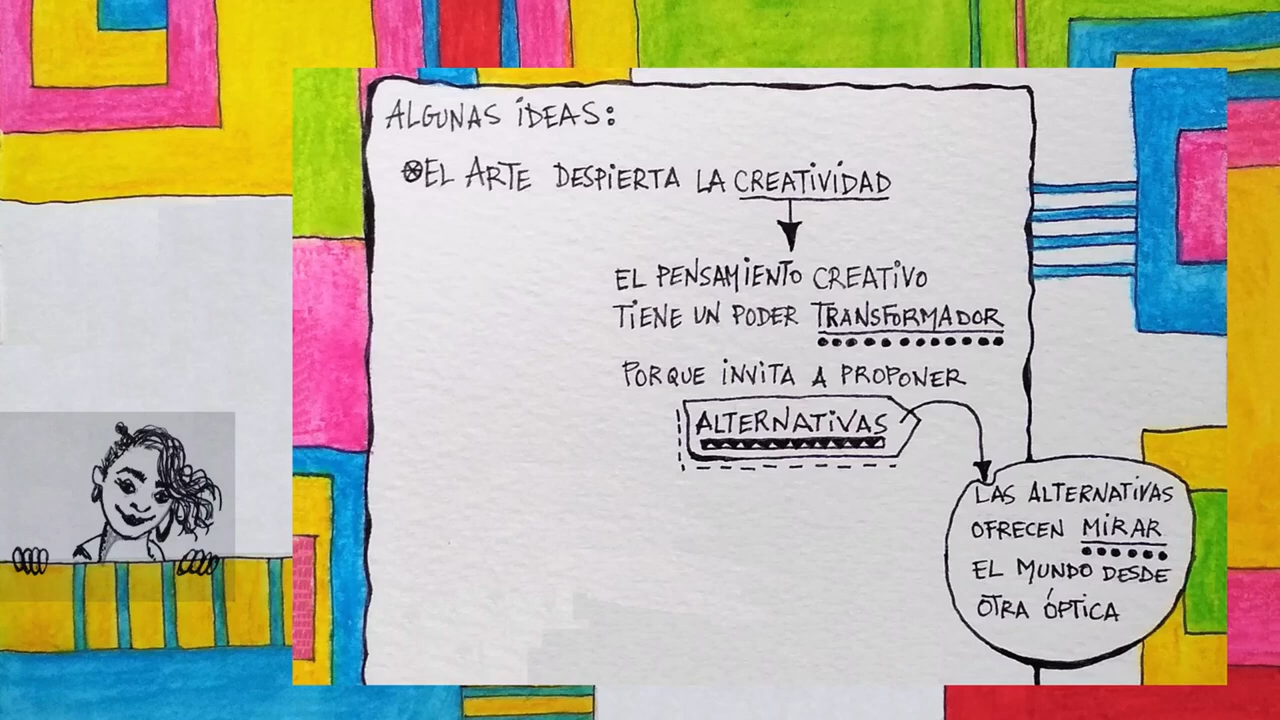 ALGUNAS IDEAS:
EL ARTE DESPIERTA LA CREATIVIDAD
EL PENSAMIENTO CREATIVO
TIENE UN PODER TRANSFORMADOR
PORQUE INVITA A PROPONER
ALTERNATIVAS
LAS ALTERNATIVAS
OFRECEN MIRAR
EL MUNDO DESDE
OTRA ÓPTICA